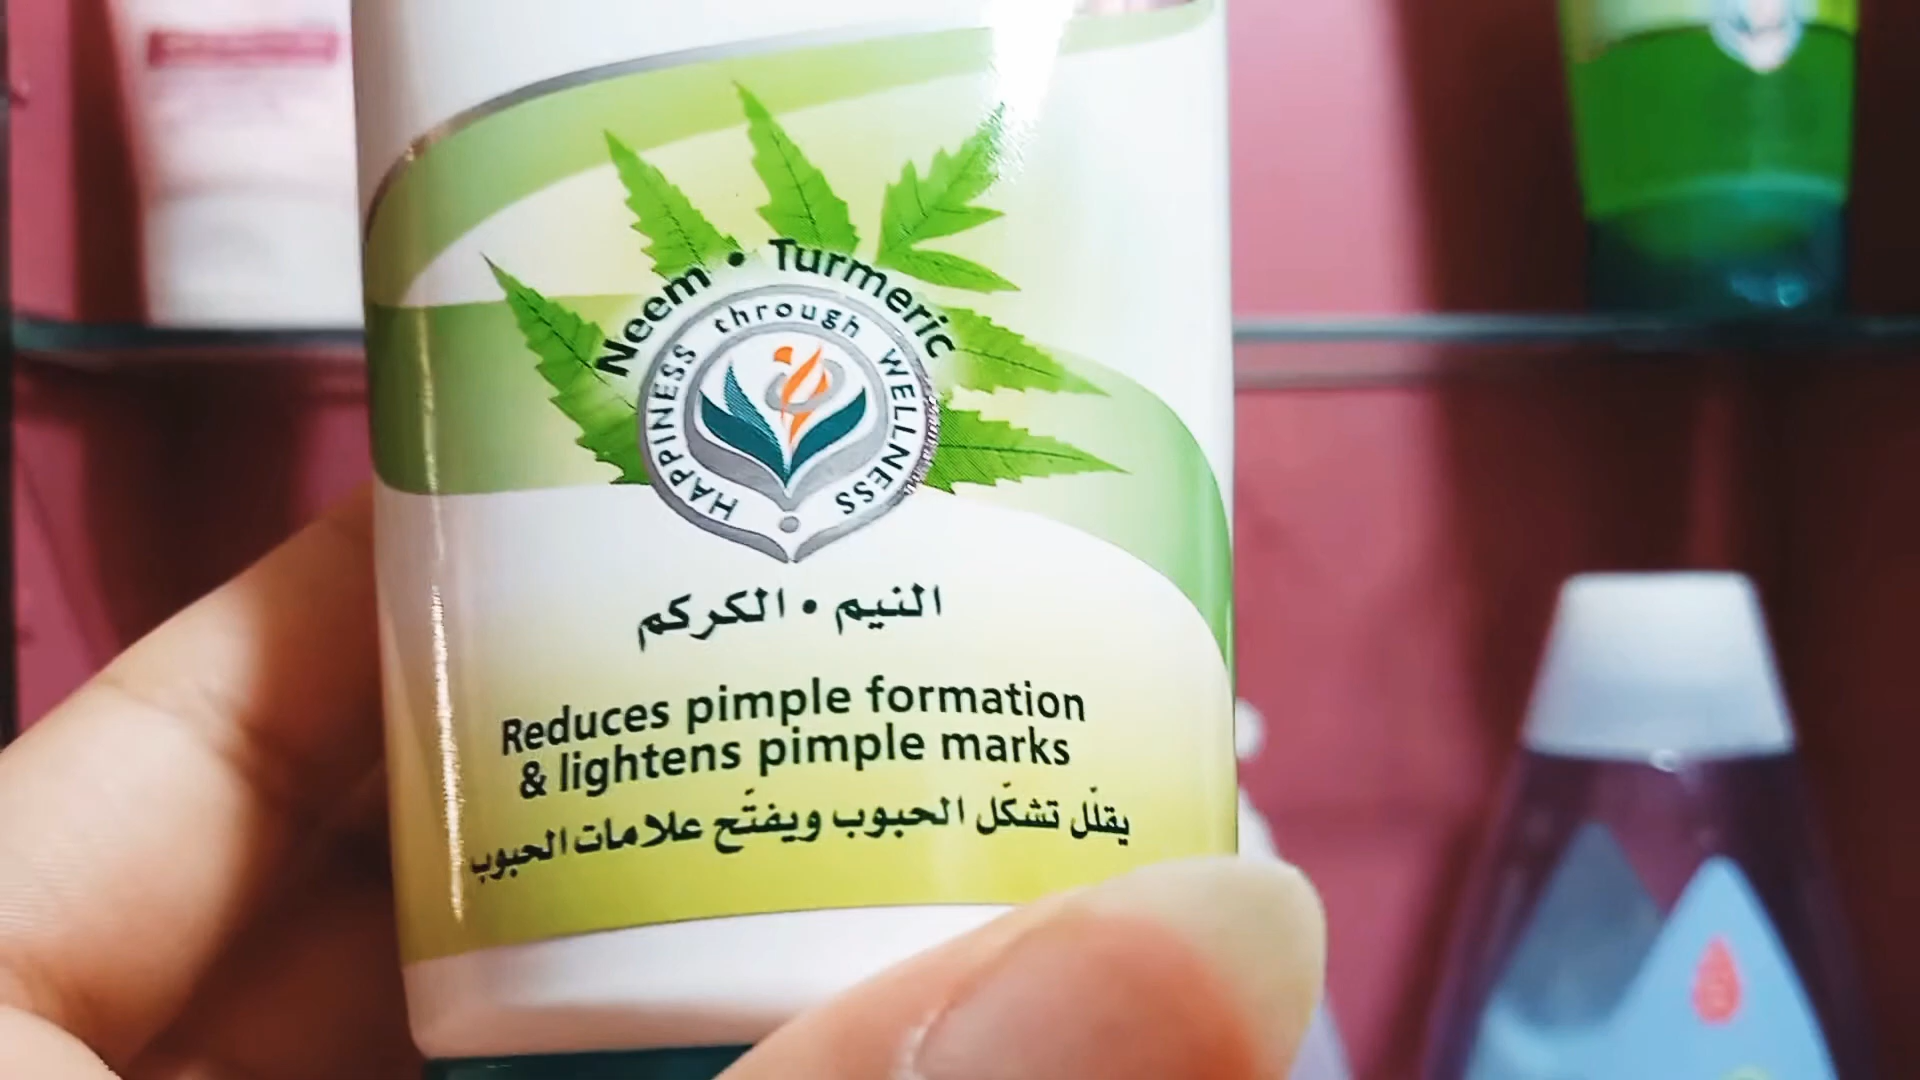 Neem • Turmeric
HAPPINESS through WELLNESS
النيم • الكركم
Reduces pimple formation
& lightens pimple marks
يقلّل تشكّل الحبوب ويفتّح علامات الحبوب